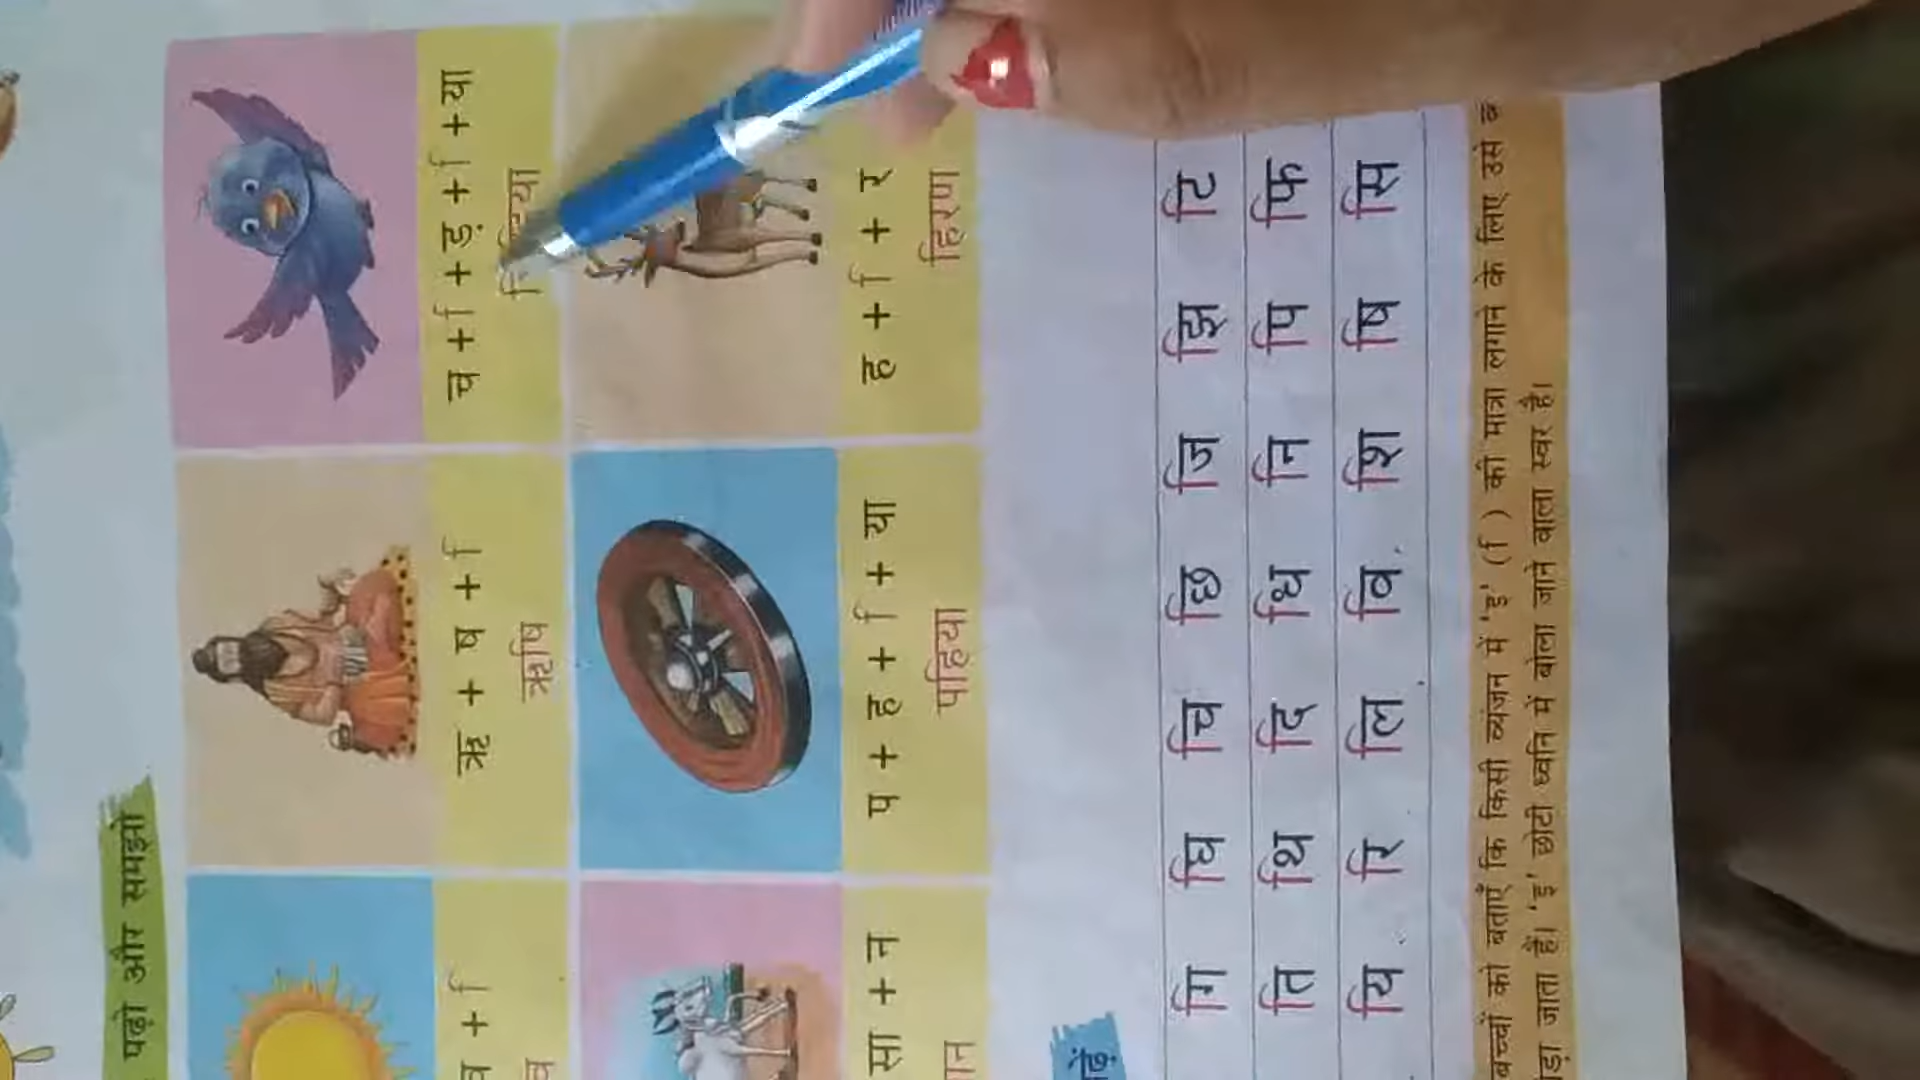 पढ़ो और समझो
ऋ + ष + ि
च + ि + ड़ + ि + या
ऋषि
सा + न
प + ह + ि + या
ह + ि + र
पहिया
हिरण
गि घि चि छि जि झि टि
ति थि दि धि नि पि फि
यि रि लि वि शि षि सि
बच्चों को बताएँ कि किसी व्यंजन में 'इ' ( ि ) की मात्रा लगाने के लिए उसे
जाता है। 'इ' छोटी ध्वनि में बोला जाने वाला स्वर है।